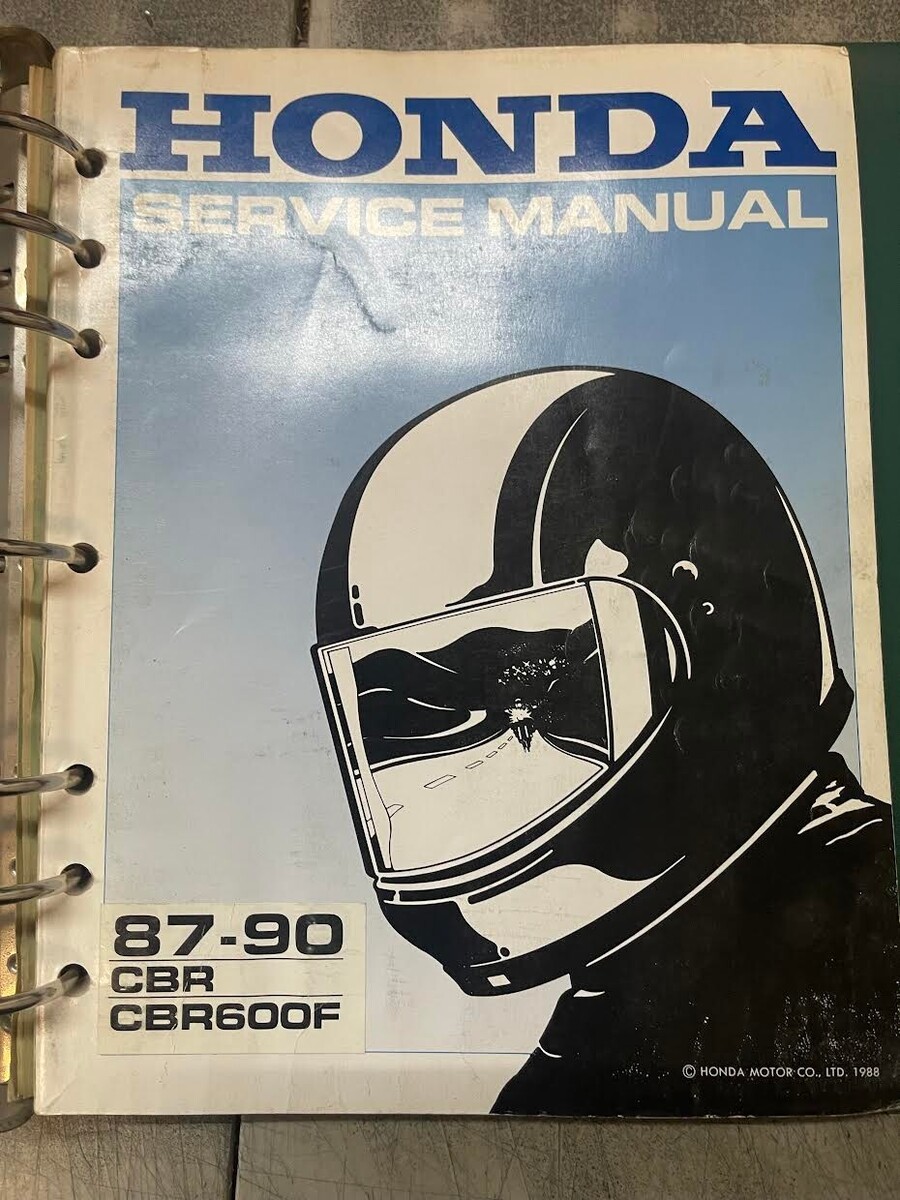 HONDA
SERVICE MANUAL
87-90
CBR
CBR600F
© HONDA MOTOR CO., LTD. 1988